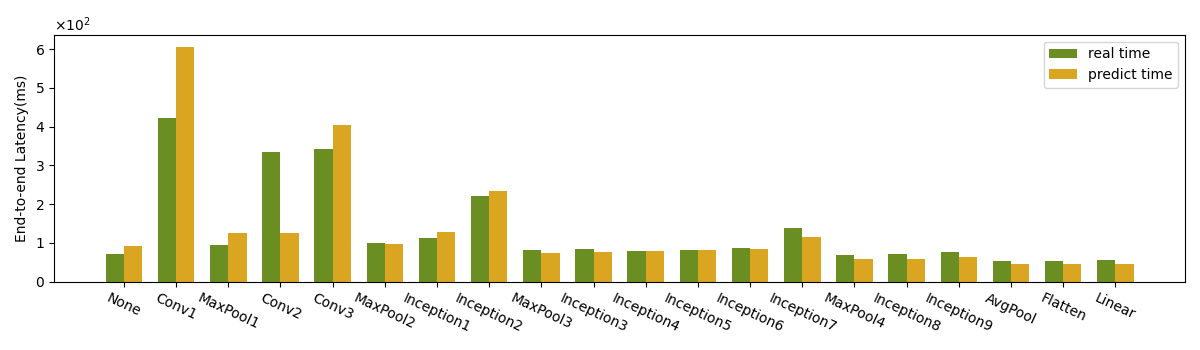 ×10²
End-to-end Latency(ms)
6
5
4
3
2
1
0
real time
predict time
None
Conv1
MaxPool1
Conv2
Conv3
MaxPool2
Inception1
Inception2
MaxPool3
Inception3
Inception4
Inception5
Inception6
Inception7
MaxPool4
Inception8
Inception9
AvgPool
Flatten
Linear